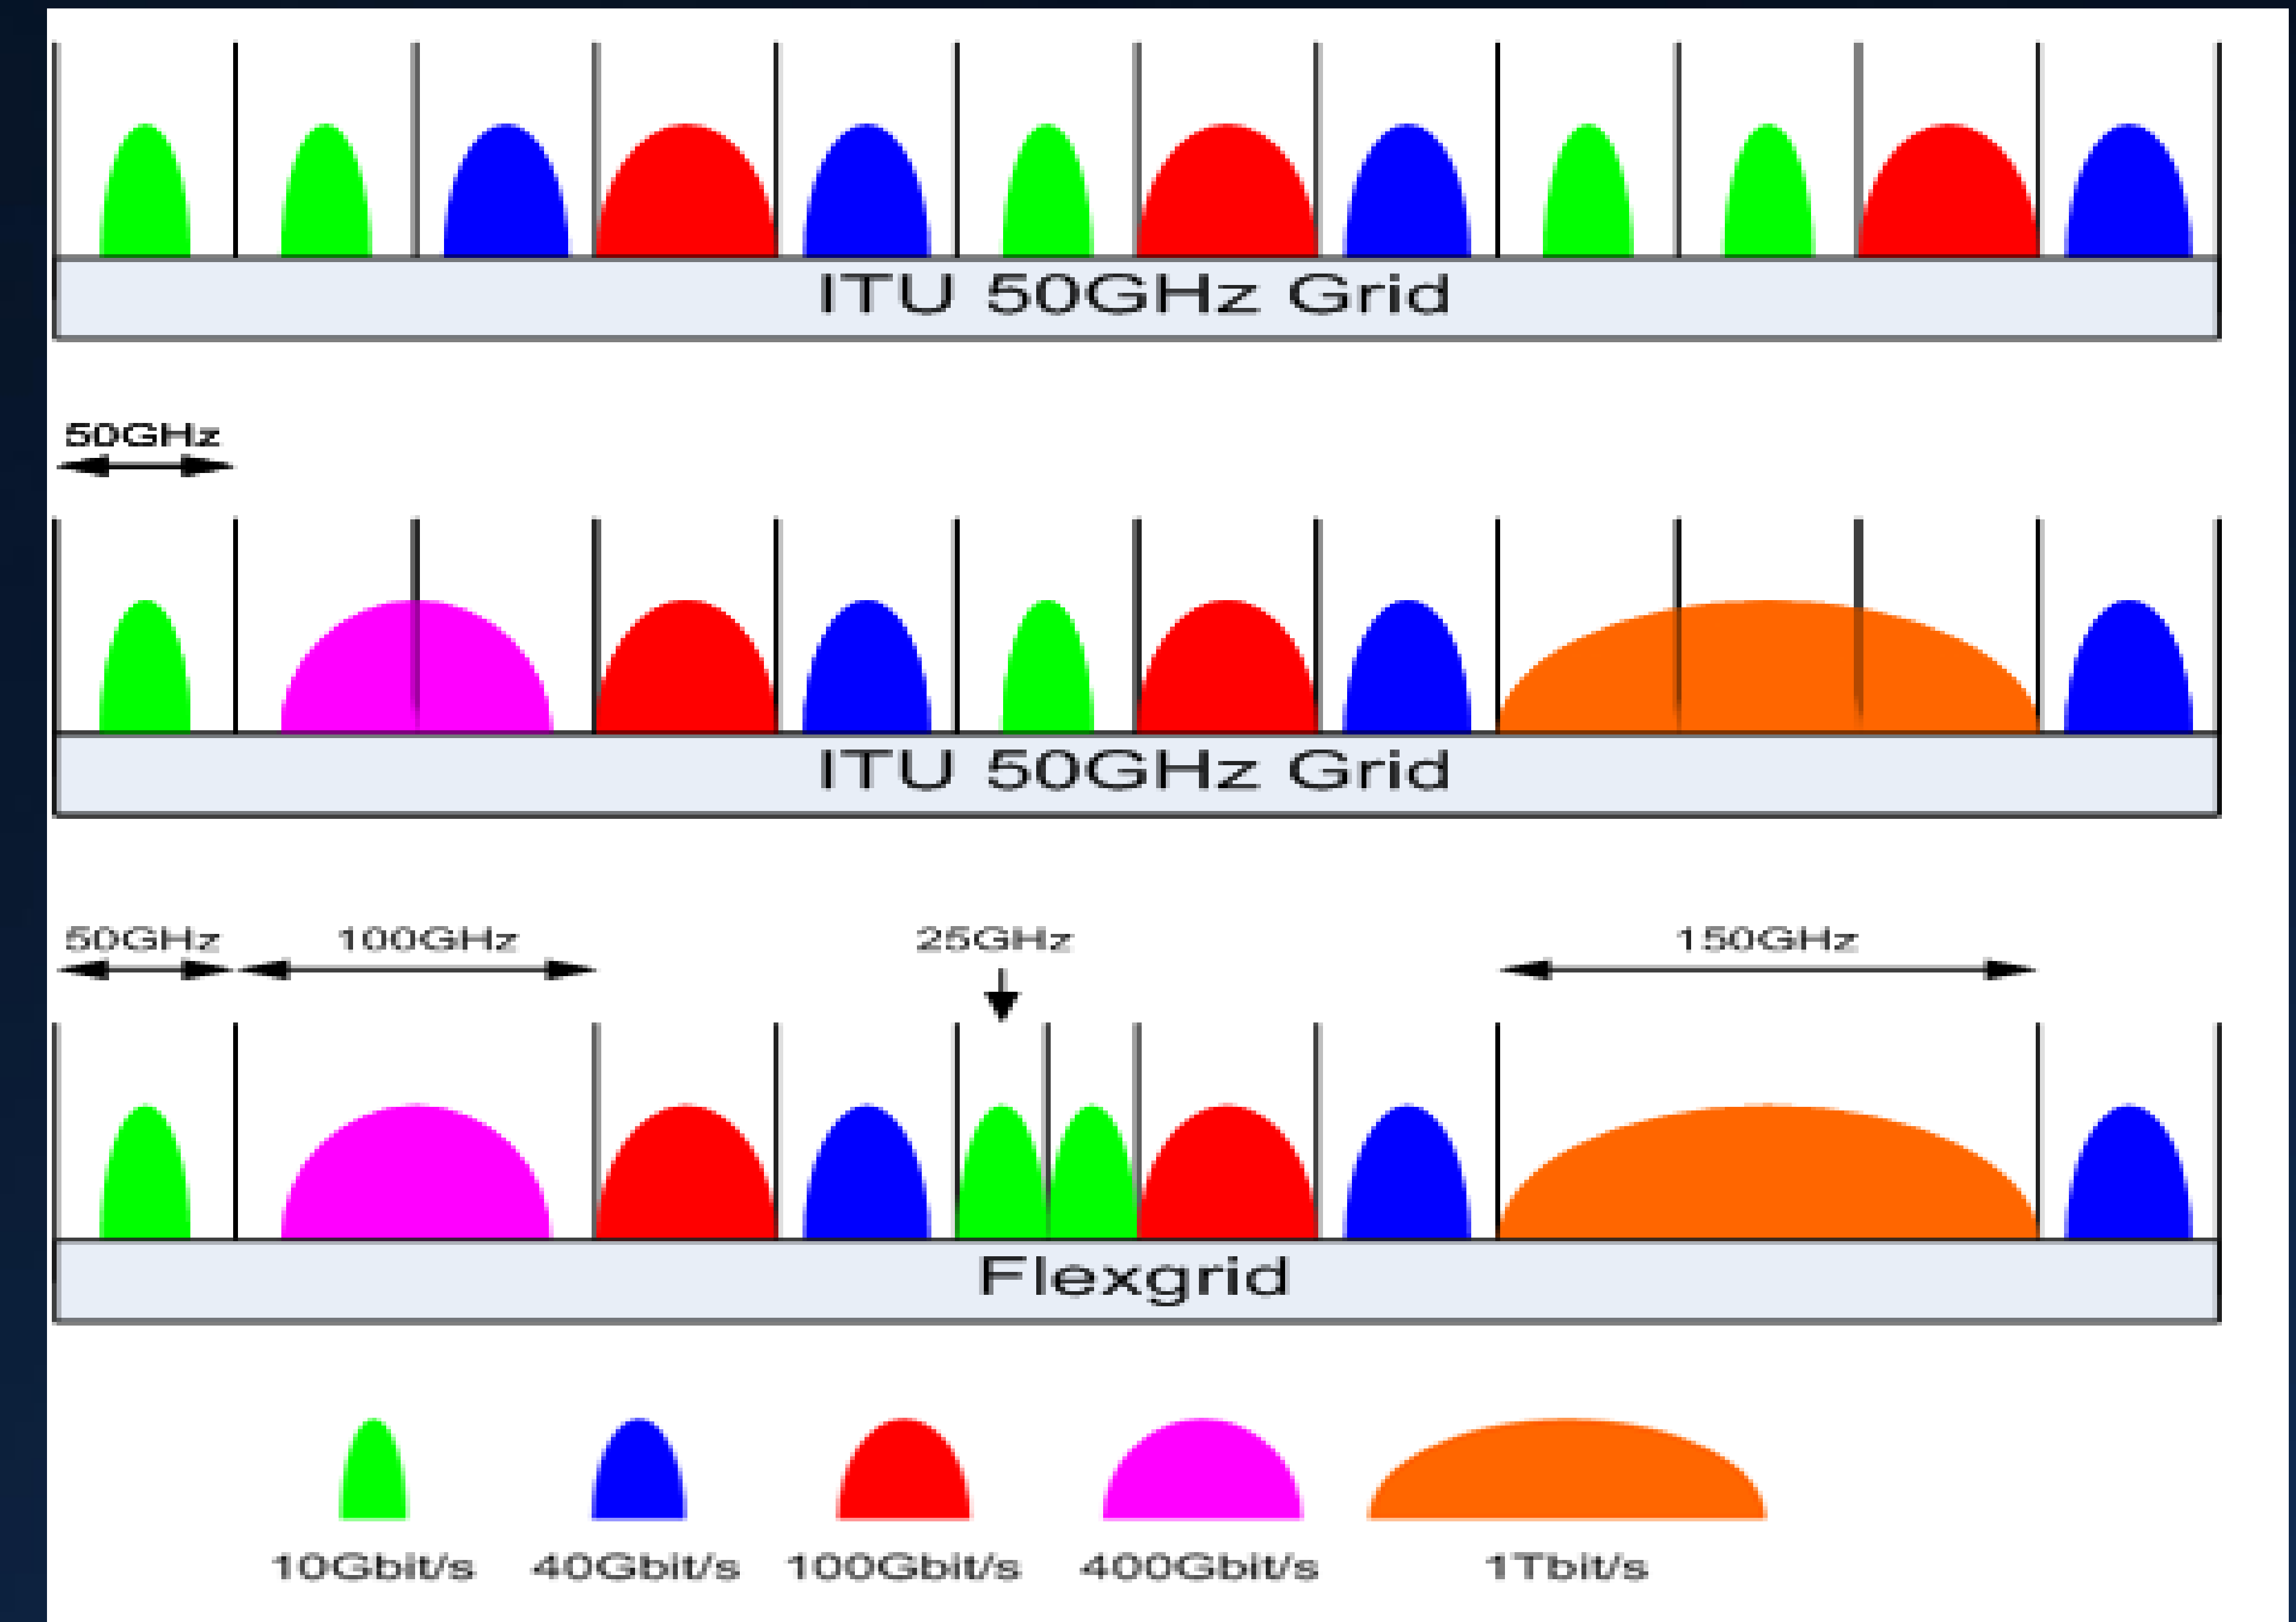 ITU 50GHz Grid
50GHz
ITU 50GHz Grid
50GHz 100GHz 25GHz 150GHz
Flexgrid
10Gbit/s 40Gbit/s 100Gbit/s 400Gbit/s 1Tbit/s